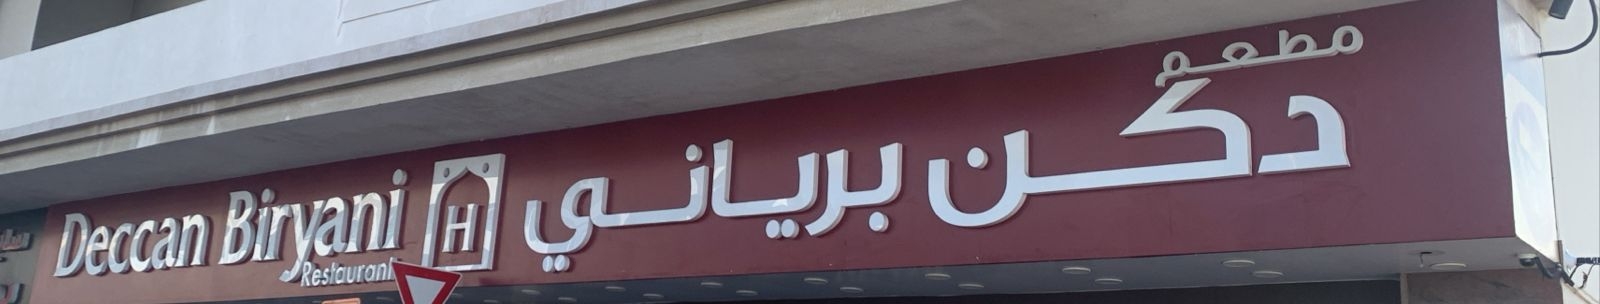 مطعم
دكن برياني
H
Deccan Biryani
Restaurant